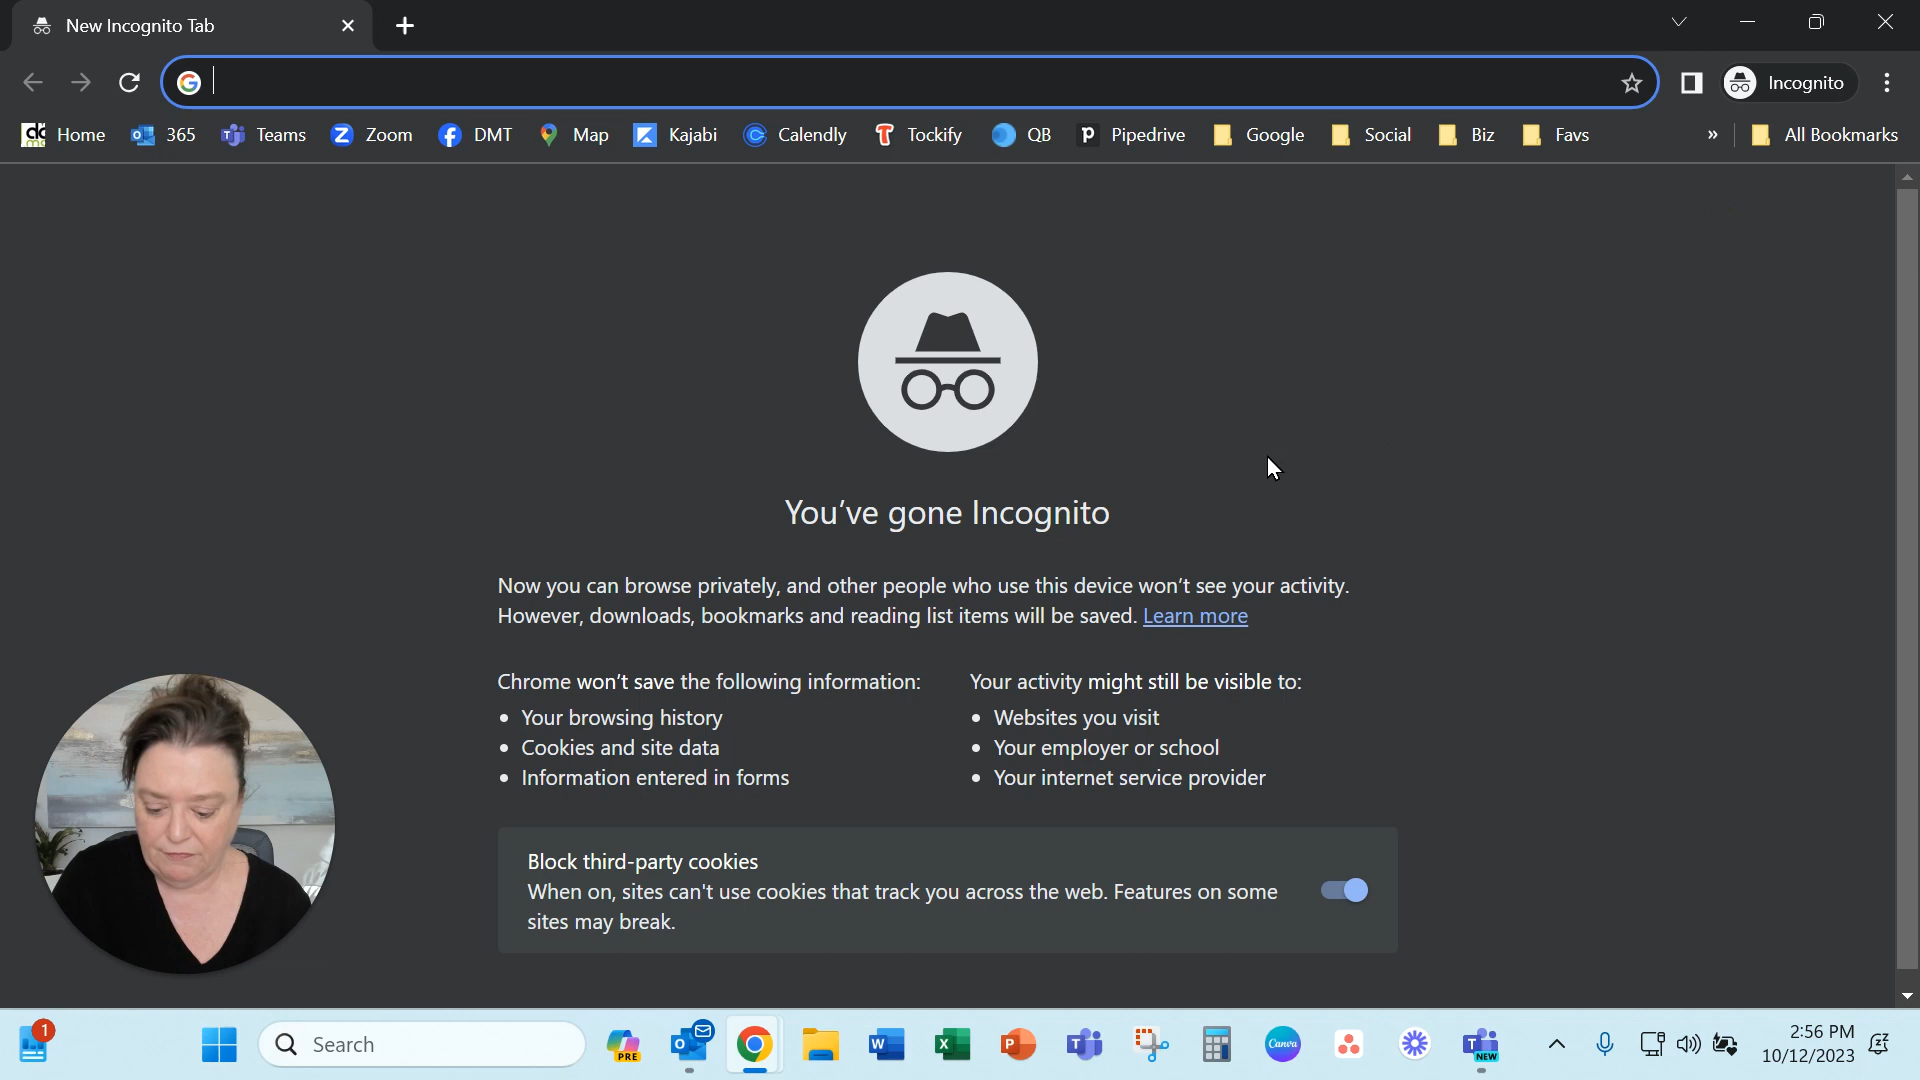 New Incognito Tab
Incognito
Home 365 Teams Zoom DMT Map Kajabi Calendly Tockify QB Pipedrive Google Social Biz Favs » All Bookmarks
You've gone Incognito
Now you can browse privately, and other people who use this device won't see your activity.
However, downloads, bookmarks and reading list items will be saved. Learn more
Chrome won't save the following information:
Your browsing history
Cookies and site data
Information entered in forms
Your activity might still be visible to:
Websites you visit
Your employer or school
Your internet service provider
Block third-party cookies
When on, sites can't use cookies that track you across the web. Features on some
sites may break.
1 Search PRE Canva NEW 2:56 PM
10/12/2023